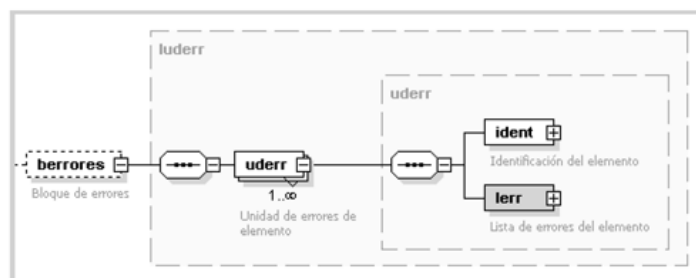 luderr
uderr
berrores
Bloque de errores
uderr
1..∞
Unidad de errores de
elemento
ident
Identificación del elemento
lerr
Lista de errores del elemento